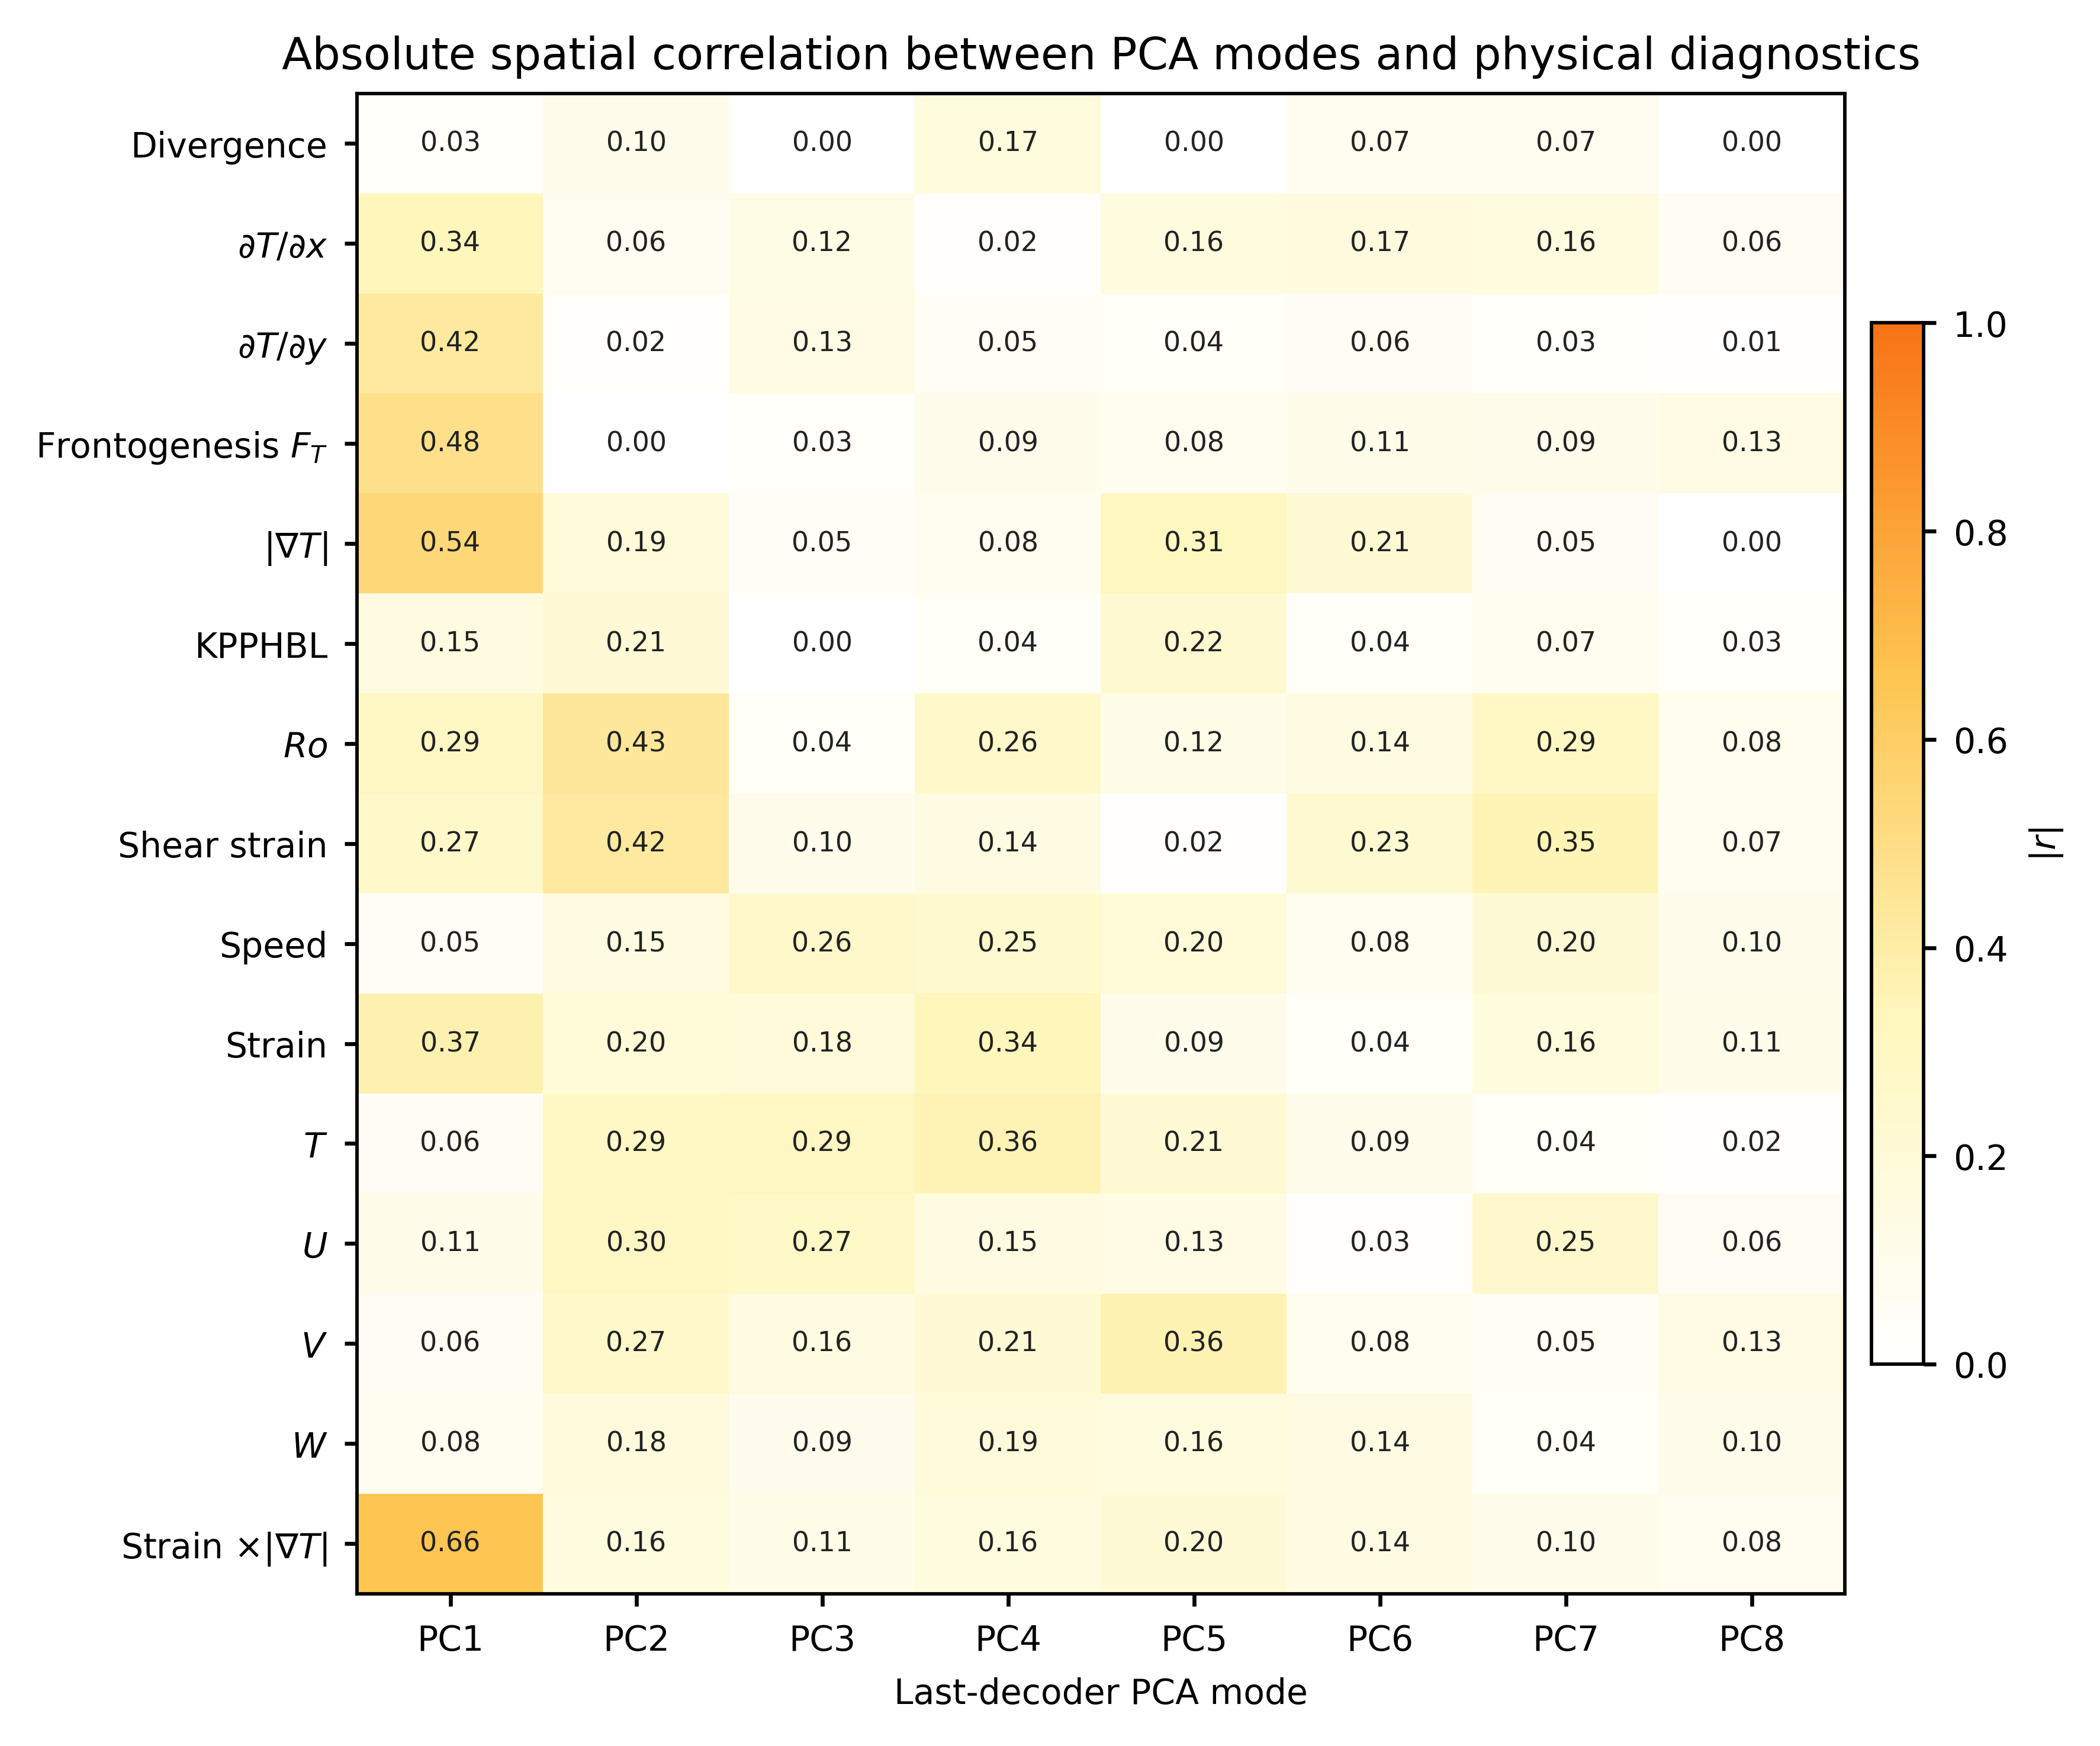 Absolute spatial correlation between PCA modes and physical diagnostics
Divergence 0.03 0.10 0.00 0.17 0.00 0.07 0.07 0.00
∂T/∂x 0.34 0.06 0.12 0.02 0.16 0.17 0.16 0.06
∂T/∂y 0.42 0.02 0.13 0.05 0.04 0.06 0.03 0.01
Frontogenesis F_T 0.48 0.00 0.03 0.09 0.08 0.11 0.09 0.13
|∇T| 0.54 0.19 0.05 0.08 0.31 0.21 0.05 0.00
KPPHBL 0.15 0.21 0.00 0.04 0.22 0.04 0.07 0.03
Ro 0.29 0.43 0.04 0.26 0.12 0.14 0.29 0.08
Shear strain 0.27 0.42 0.10 0.14 0.02 0.23 0.35 0.07
Speed 0.05 0.15 0.26 0.25 0.20 0.08 0.20 0.10
Strain 0.37 0.20 0.18 0.34 0.09 0.04 0.16 0.11
T 0.06 0.29 0.29 0.36 0.21 0.09 0.04 0.02
U 0.11 0.30 0.27 0.15 0.13 0.03 0.25 0.06
V 0.06 0.27 0.16 0.21 0.36 0.08 0.05 0.13
W 0.08 0.18 0.09 0.19 0.16 0.14 0.04 0.10
Strain ×|∇T| 0.66 0.16 0.11 0.16 0.20 0.14 0.10 0.08
PC1 PC2 PC3 PC4 PC5 PC6 PC7 PC8
Last-decoder PCA mode
1.0
0.8
0.6
0.4
0.2
0.0
|r|